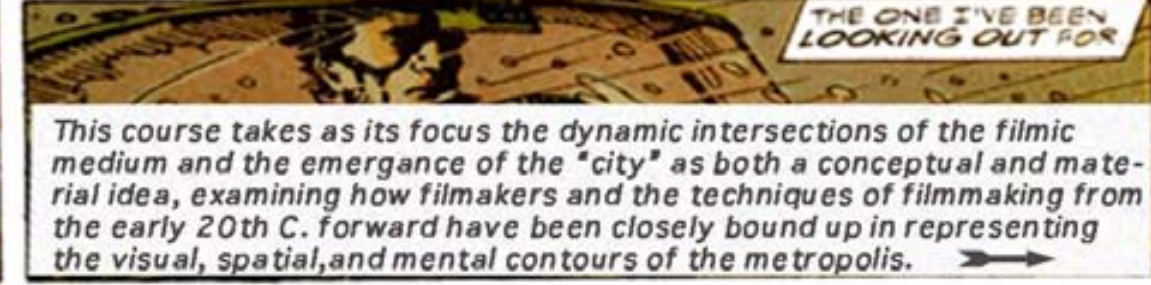 THE ONE I'VE BEEN
LOOKING OUT FOR
This course takes as its focus the dynamic intersections of the filmic
medium and the emergance of the "city" as both a conceptual and mate-
rial idea, examining how filmakers and the techniques of filmmaking from
the early 20th C. forward have been closely bound up in representing
the visual, spatial,and mental contours of the metropolis.